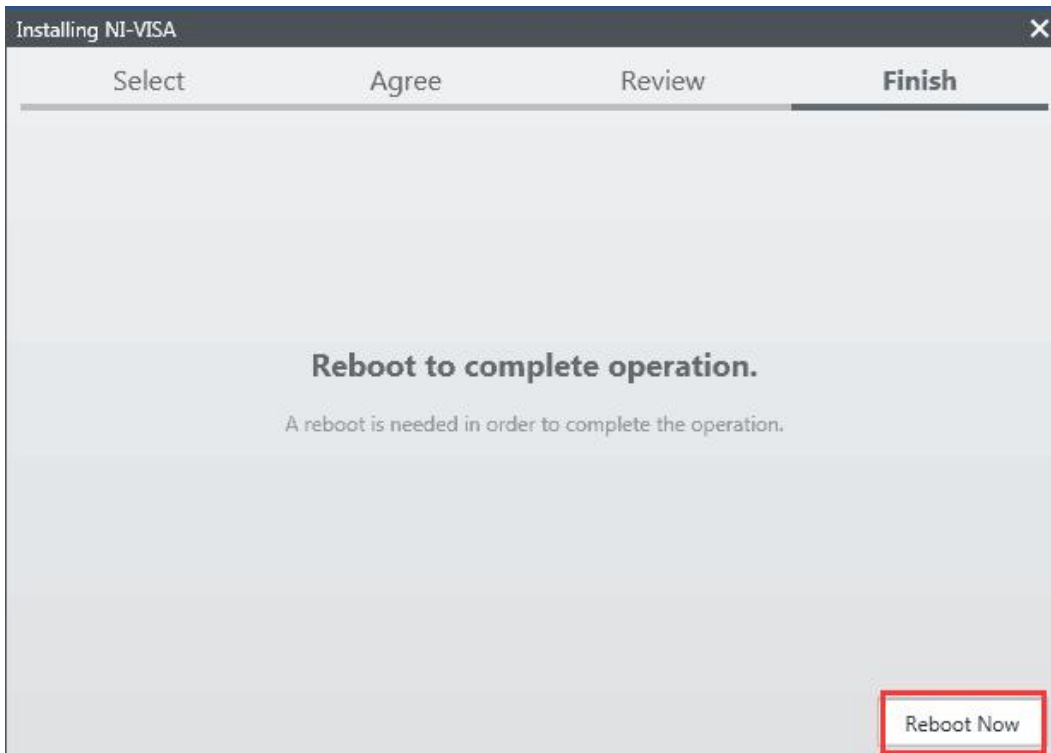 Installing NI-VISA
Select Agree Review Finish
Reboot to complete operation.
A reboot is needed in order to complete the operation.
Reboot Now